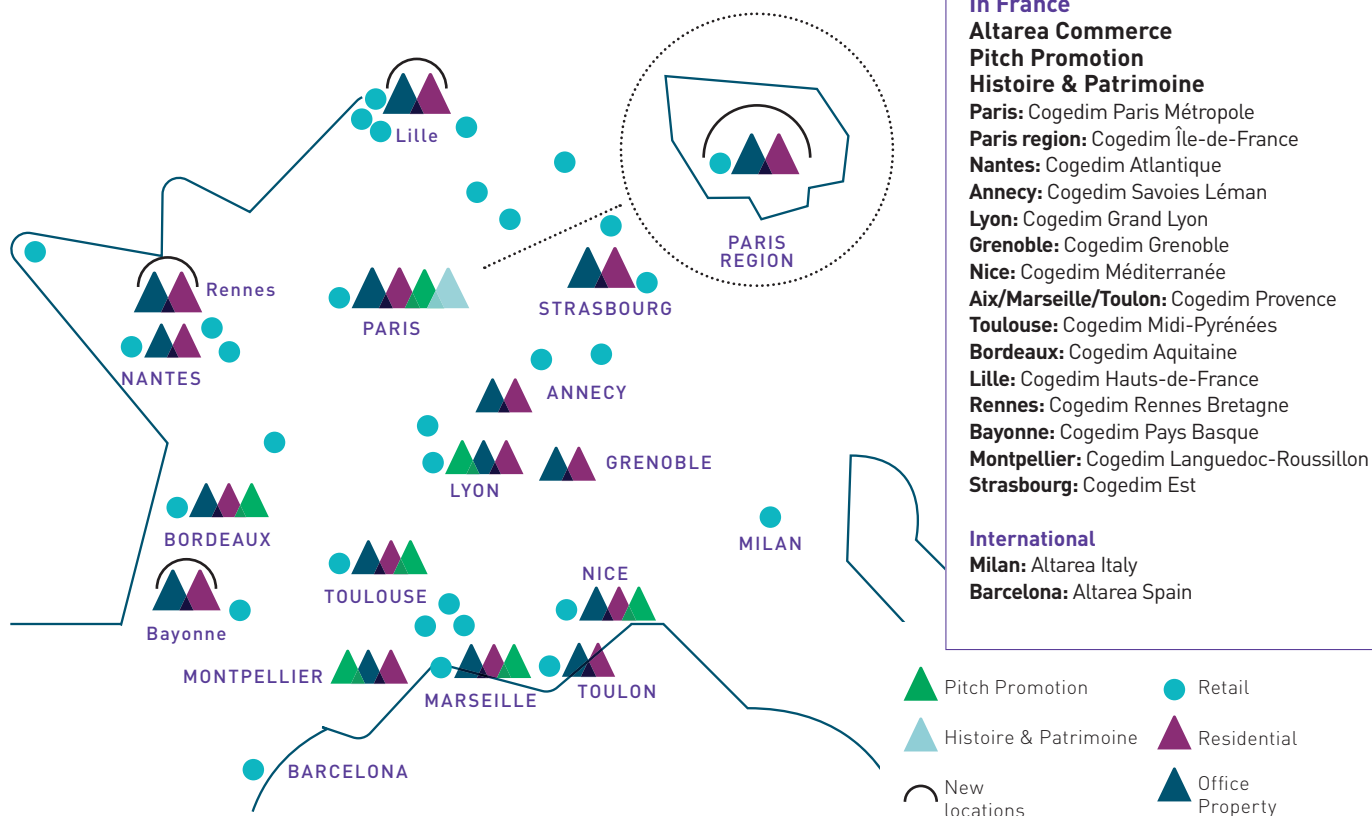 In France
Altarea Commerce
Pitch Promotion
Histoire & Patrimoine
Paris: Cogedim Paris Métropole
Paris region: Cogedim Île-de-France
Nantes: Cogedim Atlantique
Annecy: Cogedim Savoies Léman
Lyon: Cogedim Grand Lyon
Grenoble: Cogedim Grenoble
Nice: Cogedim Méditerranée
Aix/Marseille/Toulon: Cogedim Provence
Toulouse: Cogedim Midi-Pyrénées
Bordeaux: Cogedim Aquitaine
Lille: Cogedim Hauts-de-France
Rennes: Cogedim Rennes Bretagne
Bayonne: Cogedim Pays Basque
Montpellier: Cogedim Languedoc-Roussillon
Strasbourg: Cogedim Est
International
Milan: Altarea Italy
Barcelona: Altarea Spain
Lille
PARIS
REGION
Rennes
PARIS
STRASBOURG
NANTES
ANNECY
LYON
GRENOBLE
BORDEAUX
MILAN
TOULOUSE
NICE
Bayonne
MONTPELLIER
MARSEILLE
TOULON
BARCELONA
Pitch Promotion
Retail
Histoire & Patrimoine
Residential
New
locations
Office
Property